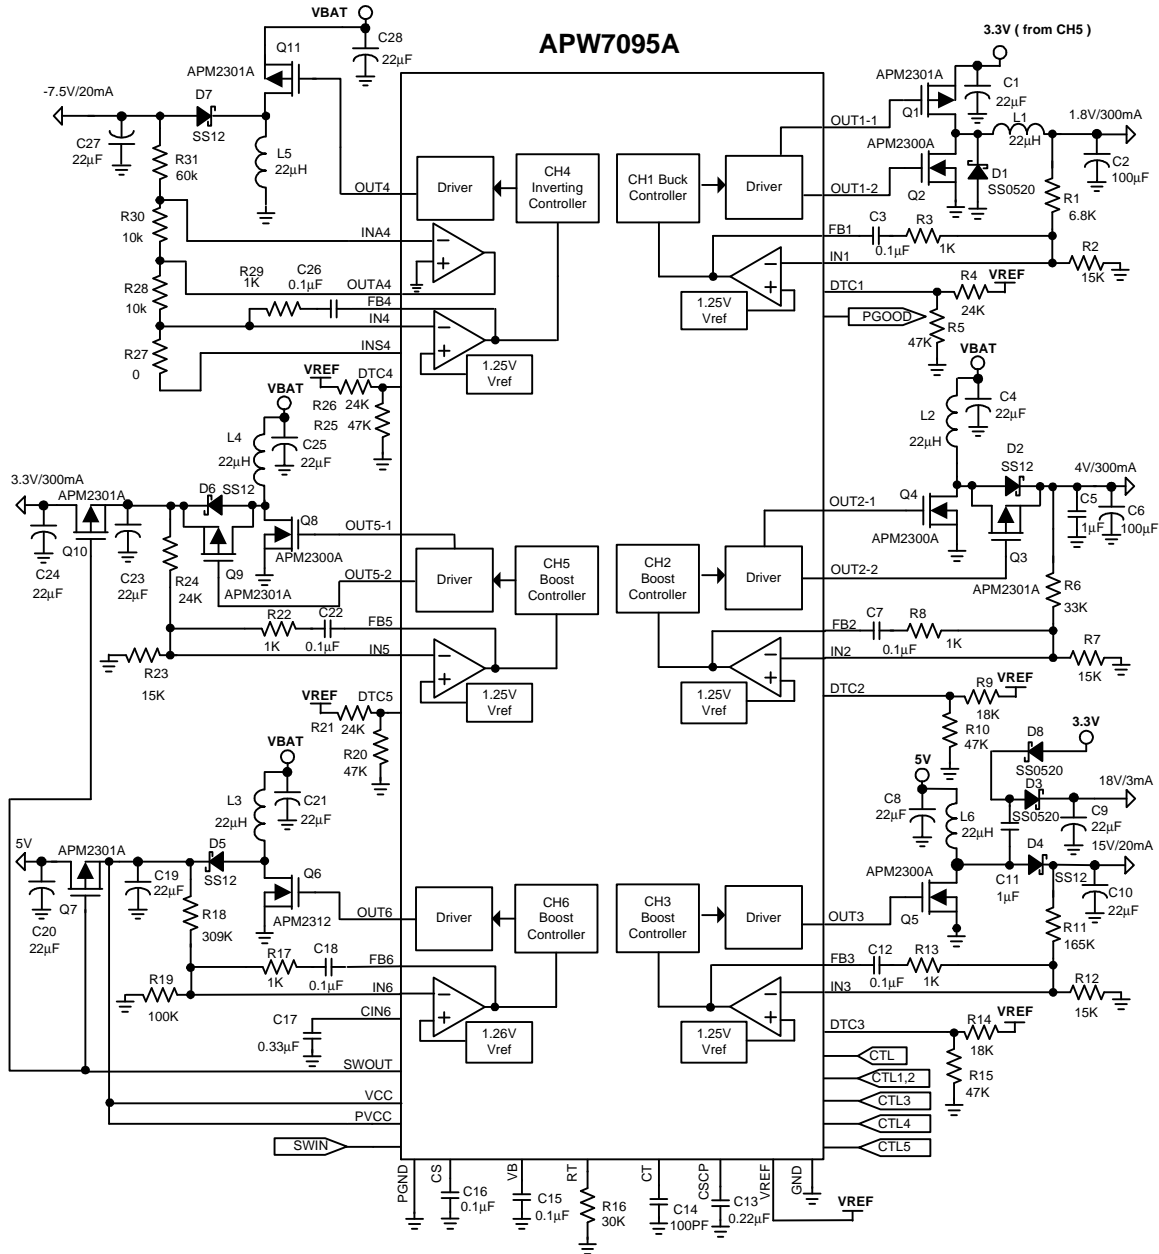 APW7095A
VBAT
C28
22µF
Q11
APM2301A
-7.5V/20mA
D7
SS12
C27
22µF
R31
60k
L5
22µH
OUT4
Driver
CH4
Inverting
Controller
R30
10k
INA4
R29
1K
C26
0.1µF
R28
10k
OUTA4
FB4
IN4
R27
0
INS4
1.25V
Vref
VREF
DTC4
R26
24K
R25
47K
VBAT
L4
22µH
C25
22µF
3.3V/300mA
APM2301A
D6
SS12
Q10
Q8
APM2300A
OUT5-1
C24
22µF
C23
22µF
R24
24K
Q9
APM2301A
OUT5-2
Driver
CH5
Boost
Controller
R22
1K
C22
0.1µF
FB5
IN5
R23
15K
1.25V
Vref
VREF
DTC5
R21
24K
R20
47K
VBAT
L3
22µH
C21
22µF
5V
APM2301A
D5
SS12
Q7
C19
22µF
Q6
APM2312
C20
22µF
R18
309K
OUT6
Driver
CH6
Boost
Controller
R17
1K
C18
0.1µF
FB6
R19
100K
IN6
CIN6
C17
0.33µF
1.26V
Vref
SWOUT
VCC
PVCC
SWIN
3.3V ( from CH5 )
APM2301A
C1
22µF
Q1
OUT1-1
L1
22µH
1.8V/300mA
APM2300A
D1
SS0520
C2
100µF
CH1 Buck
Controller
Driver
OUT1-2
Q2
R1
6.8K
FB1
C3
0.1µF
R3
1K
IN1
R2
15K
DTC1
R4
24K
VREF
1.25V
Vref
PGOOD
R5
47K
VBAT
L2
22µH
C4
22µF
D2
SS12
4V/300mA
OUT2-1
Q4
APM2300A
C5
1µF
C6
100µF
CH2
Boost
Controller
Driver
OUT2-2
Q3
APM2301A
R6
33K
FB2
C7
0.1µF
R8
1K
IN2
R7
15K
1.25V
Vref
DTC2
R9
18K
VREF
R10
47K
D8
SS0520
3.3V
5V
D3
SS0520
18V/3mA
C8
22µF
L6
22µH
C9
22µF
15V/20mA
APM2300A
D4
SS12
C11
1µF
C10
22µF
CH3
Boost
Controller
Driver
OUT3
Q5
R11
165K
FB3
C12
0.1µF
R13
1K
IN3
R12
15K
1.25V
Vref
DTC3
R14
18K
VREF
R15
47K
CTL
CTL1,2
CTL3
CTL4
CTL5
PGND
CS
VB
RT
CT
CSCP
VREF
GND
C16
0.1µF
C15
0.1µF
R16
30K
C14
100PF
C13
0.22µF
VREF